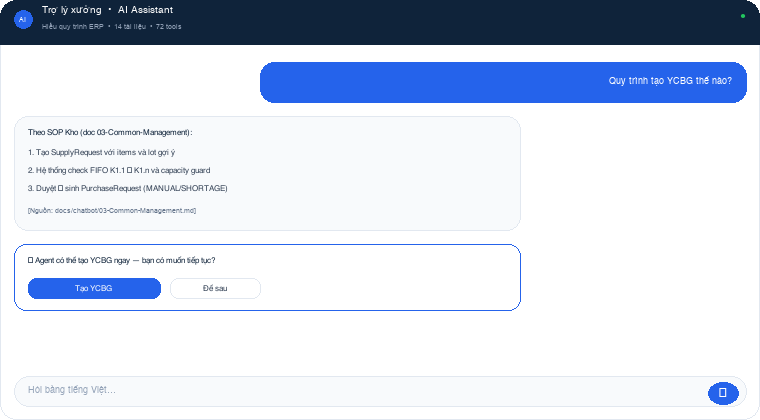 AI
Trợ lý xưởng • AI Assistant
Hiểu quy trình ERP • 14 tài liệu • 72 tools
Quy trình tạo YCBG thế nào?
Theo SOP Kho (doc 03-Common-Management):
1. Tạo SupplyRequest với items và lot gợi ý
2. Hệ thống check FIFO K1.1 □ K1.n và capacity guard
3. Duyệt □ sinh PurchaseRequest (MANUAL/SHORTAGE)
[Nguồn: docs/chatbot/03-Common-Management.md]
□ Agent có thể tạo YCBG ngay — bạn có muốn tiếp tục?
Tạo YCBG
Để sau
Hỏi bằng tiếng Việt...